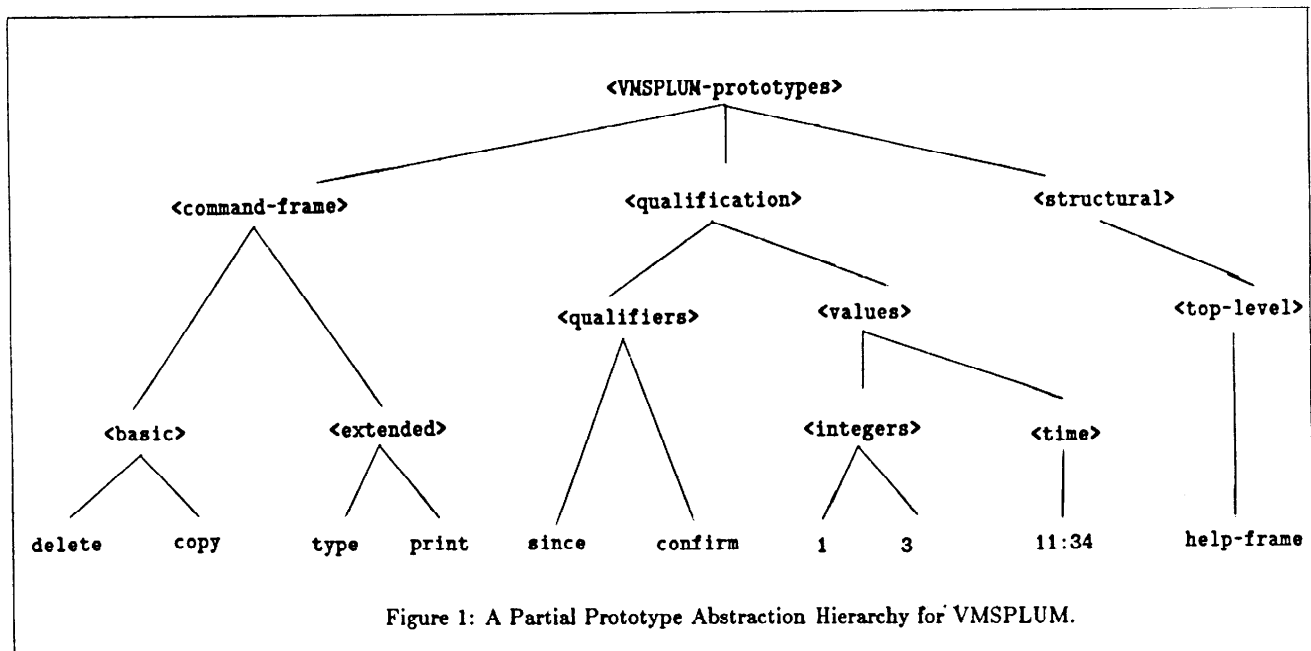 <VMSPLUM-prototypes>
<command-frame> <qualification> <structural>
<qualifiers> <values> <top-level>
<basic> <extended> <integers> <time>
delete copy type print since confirm 1 3 11:34 help-frame
Figure 1: A Partial Prototype Abstraction Hierarchy for VMSPLUM.